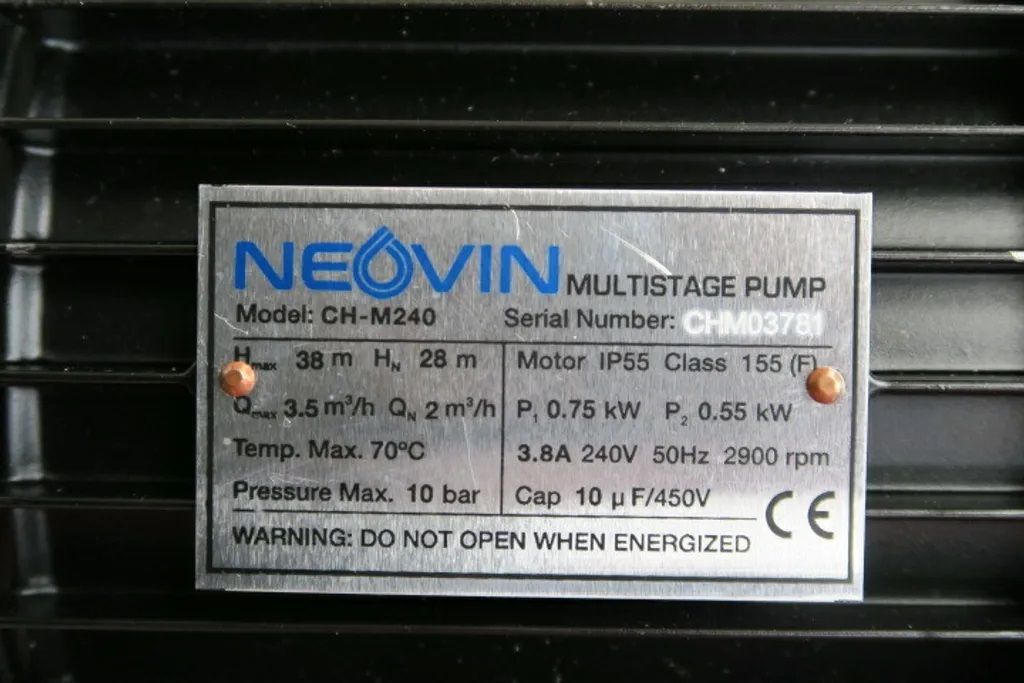 NEOVIN MULTISTAGE PUMP
Model: CH-M240 Serial Number: CHM03781
Hmax 38 m HN 28 m
Qmax 3.5 m³/h QN 2 m³/h
Temp. Max. 70°C
Pressure Max. 10 bar
Motor IP55 Class 155 (F)
P1 0.75 kW P2 0.55 kW
3.8A 240V 50Hz 2900 rpm
Cap 10 µF/450V
CE
WARNING: DO NOT OPEN WHEN ENERGIZED